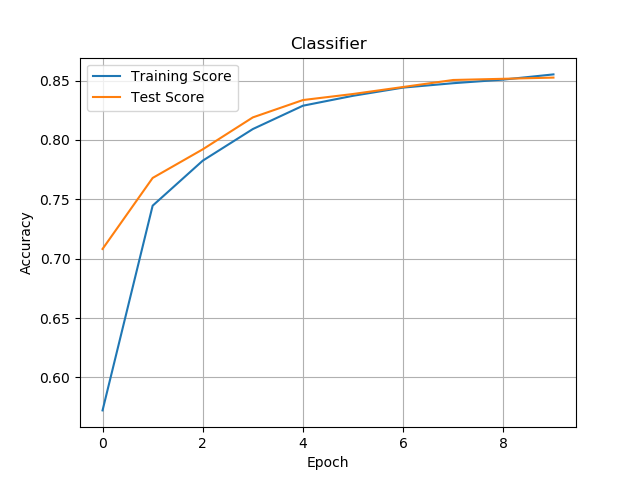 Classifier
Training Score
Test Score
0.85
0.80
0.75
0.70
0.65
0.60
Accuracy
0 2 4 6 8
Epoch